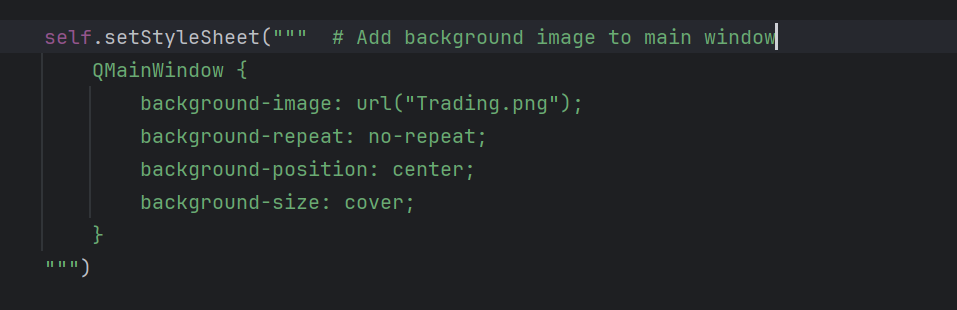 self.setStyleSheet("""  # Add background image to main window
    QMainWindow {
        background-image: url("Trading.png");
        background-repeat: no-repeat;
        background-position: center;
        background-size: cover;
    }
""")